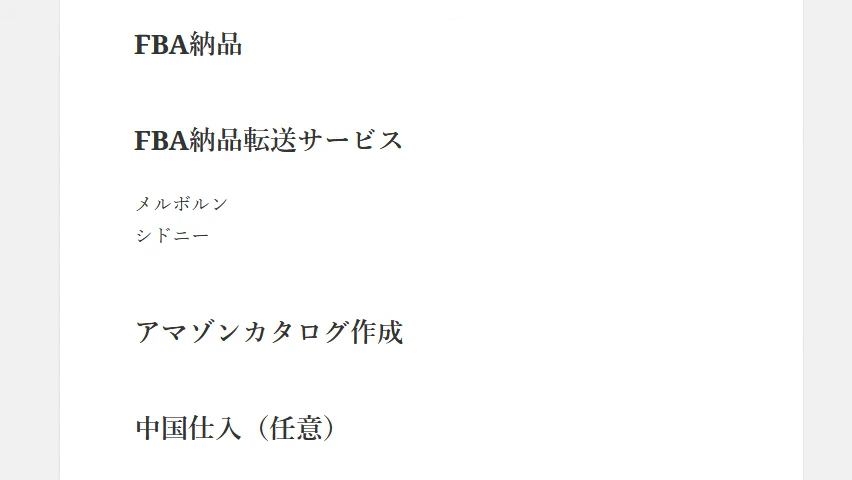 FBA納品
FBA納品転送サービス
メルボルン
シドニー
アマゾンカタログ作成
中国仕入（任意）